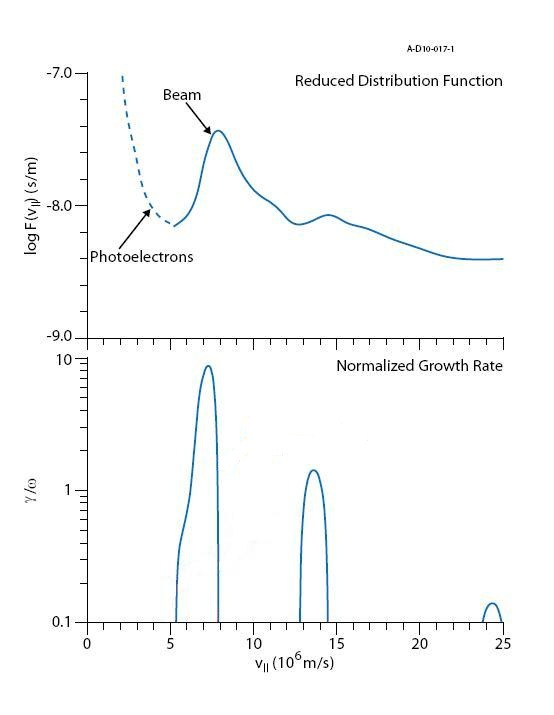 A-D10-017-1
-7.0
Reduced Distribution Function
Beam
log F(v||) (s/m)
-8.0
Photoelectrons
-9.0
10
Normalized Growth Rate
γ/ω
1
0.1
0 5 10 15 20 25
v|| (10⁶ m/s)